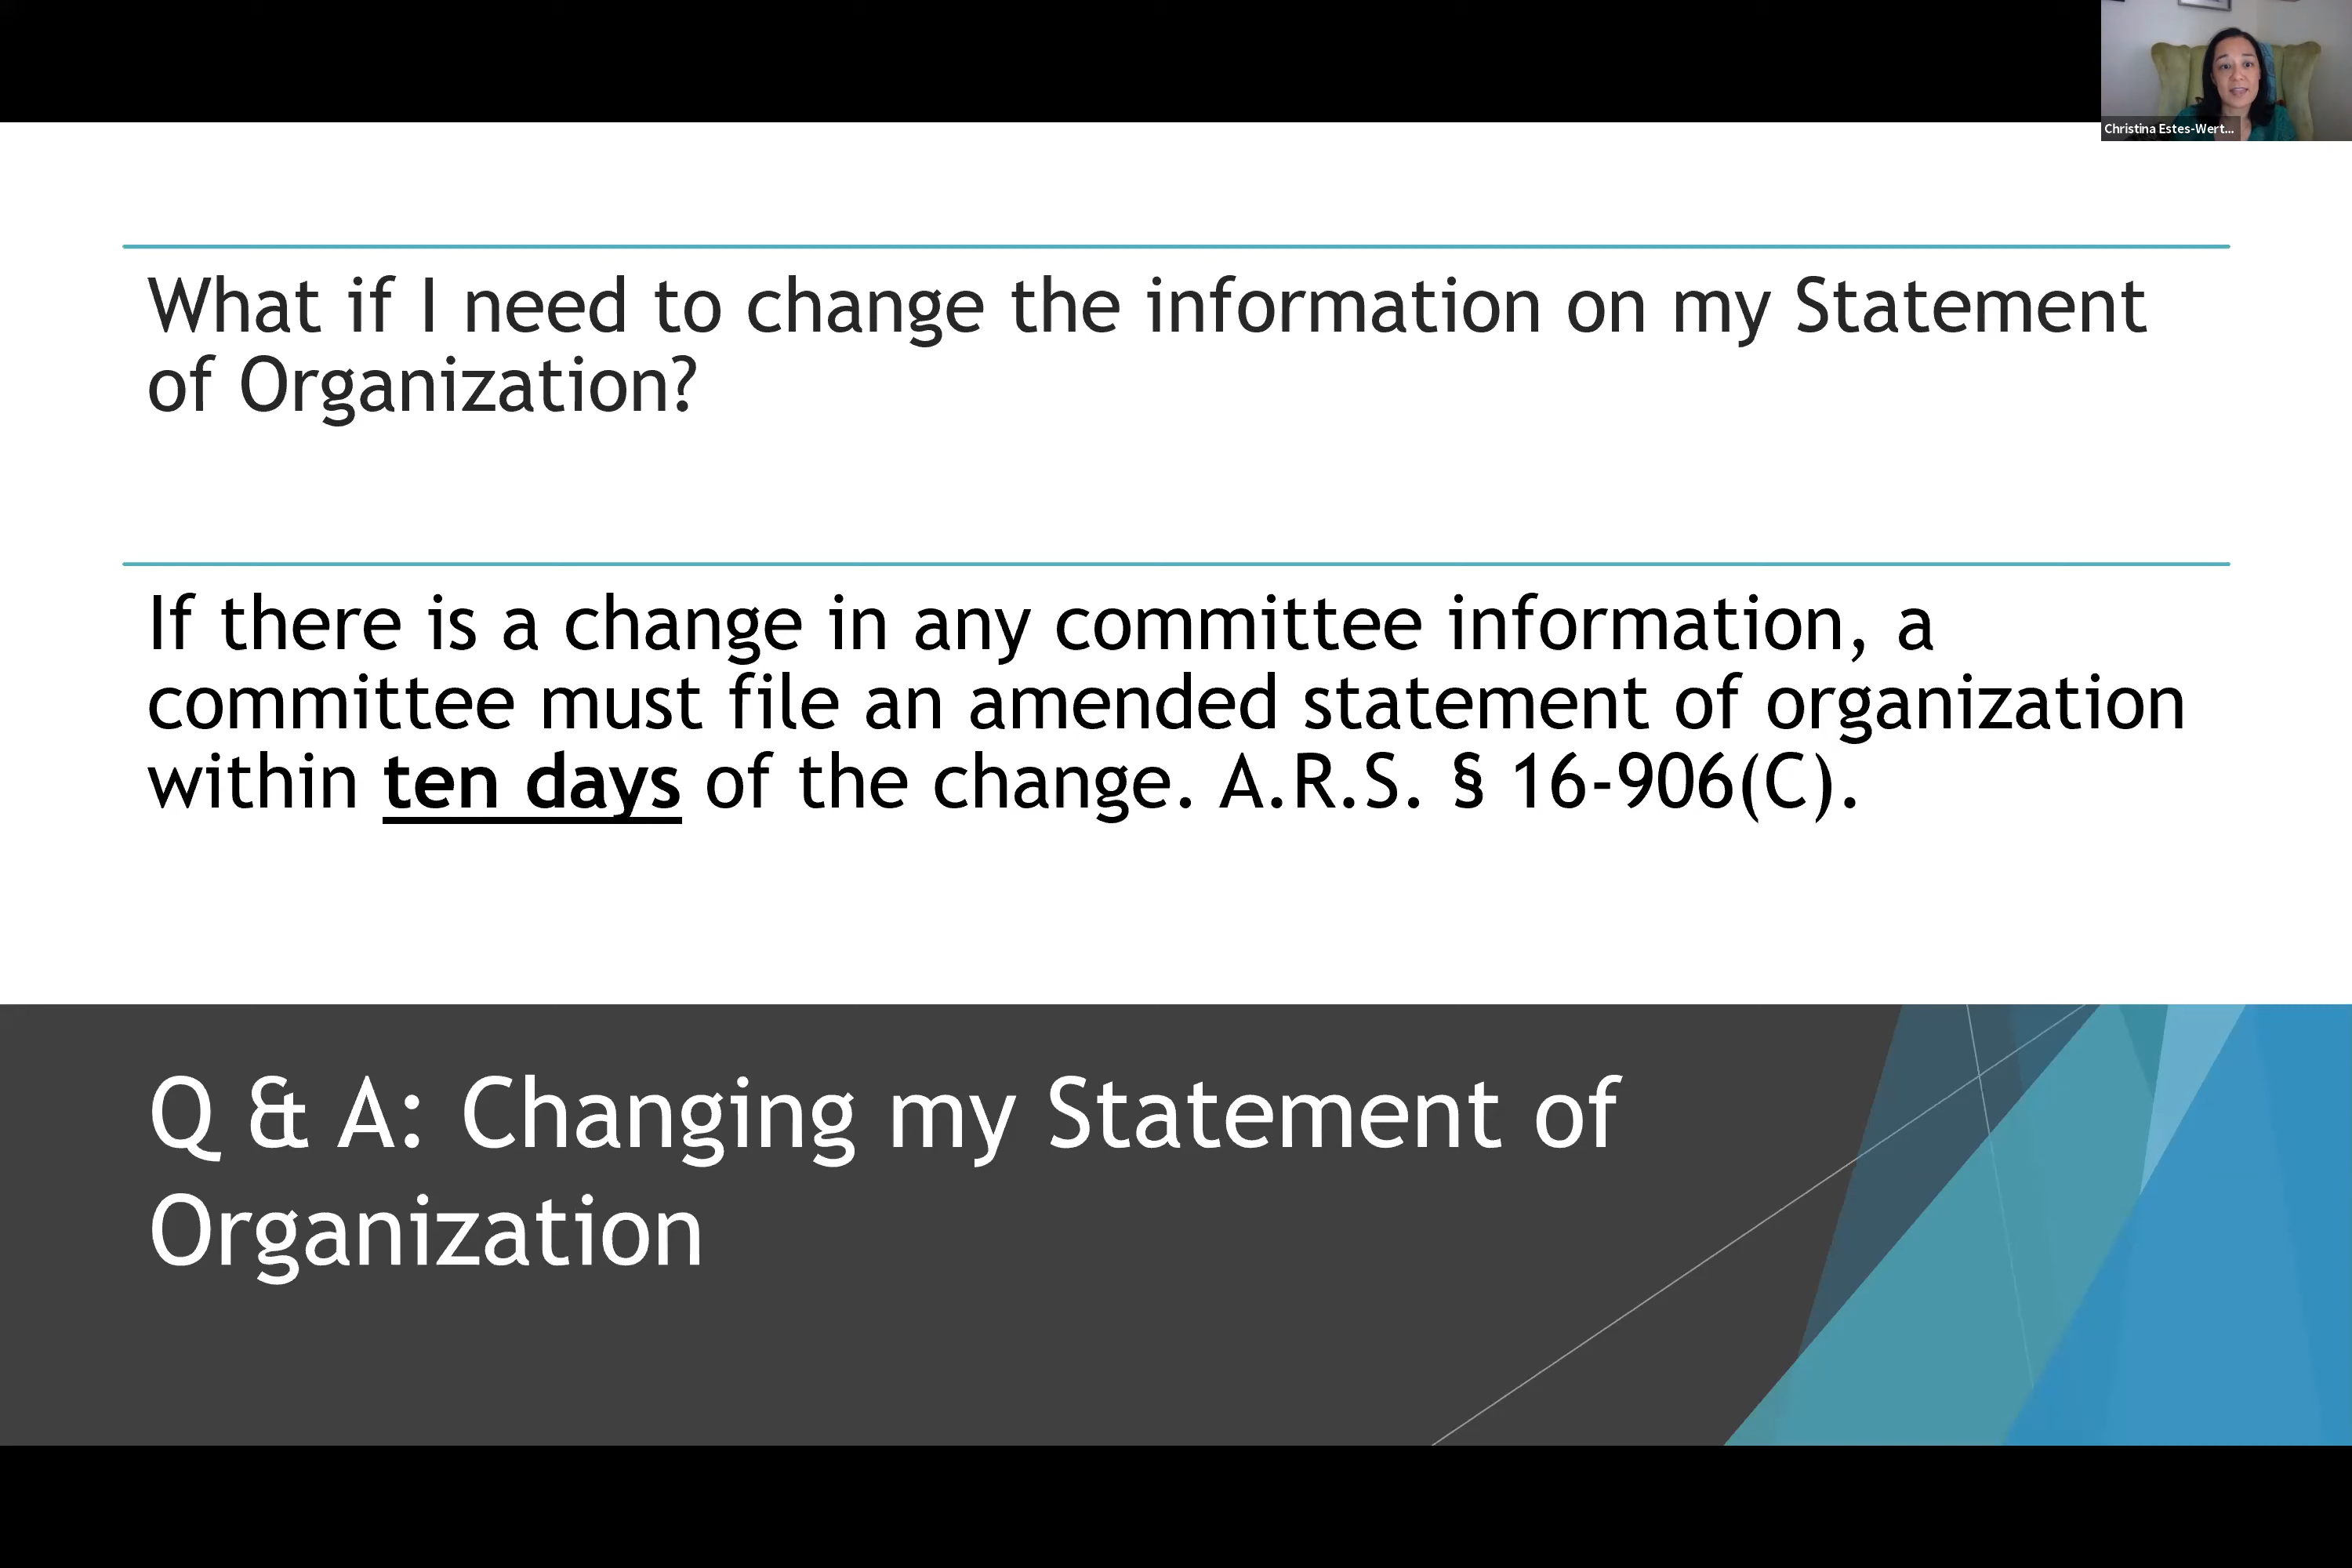 Christina Estes-Wert...
What if I need to change the information on my Statement
of Organization?
If there is a change in any committee information, a
committee must file an amended statement of organization
within ten days of the change. A.R.S. § 16-906(C).
Q & A: Changing my Statement of
Organization